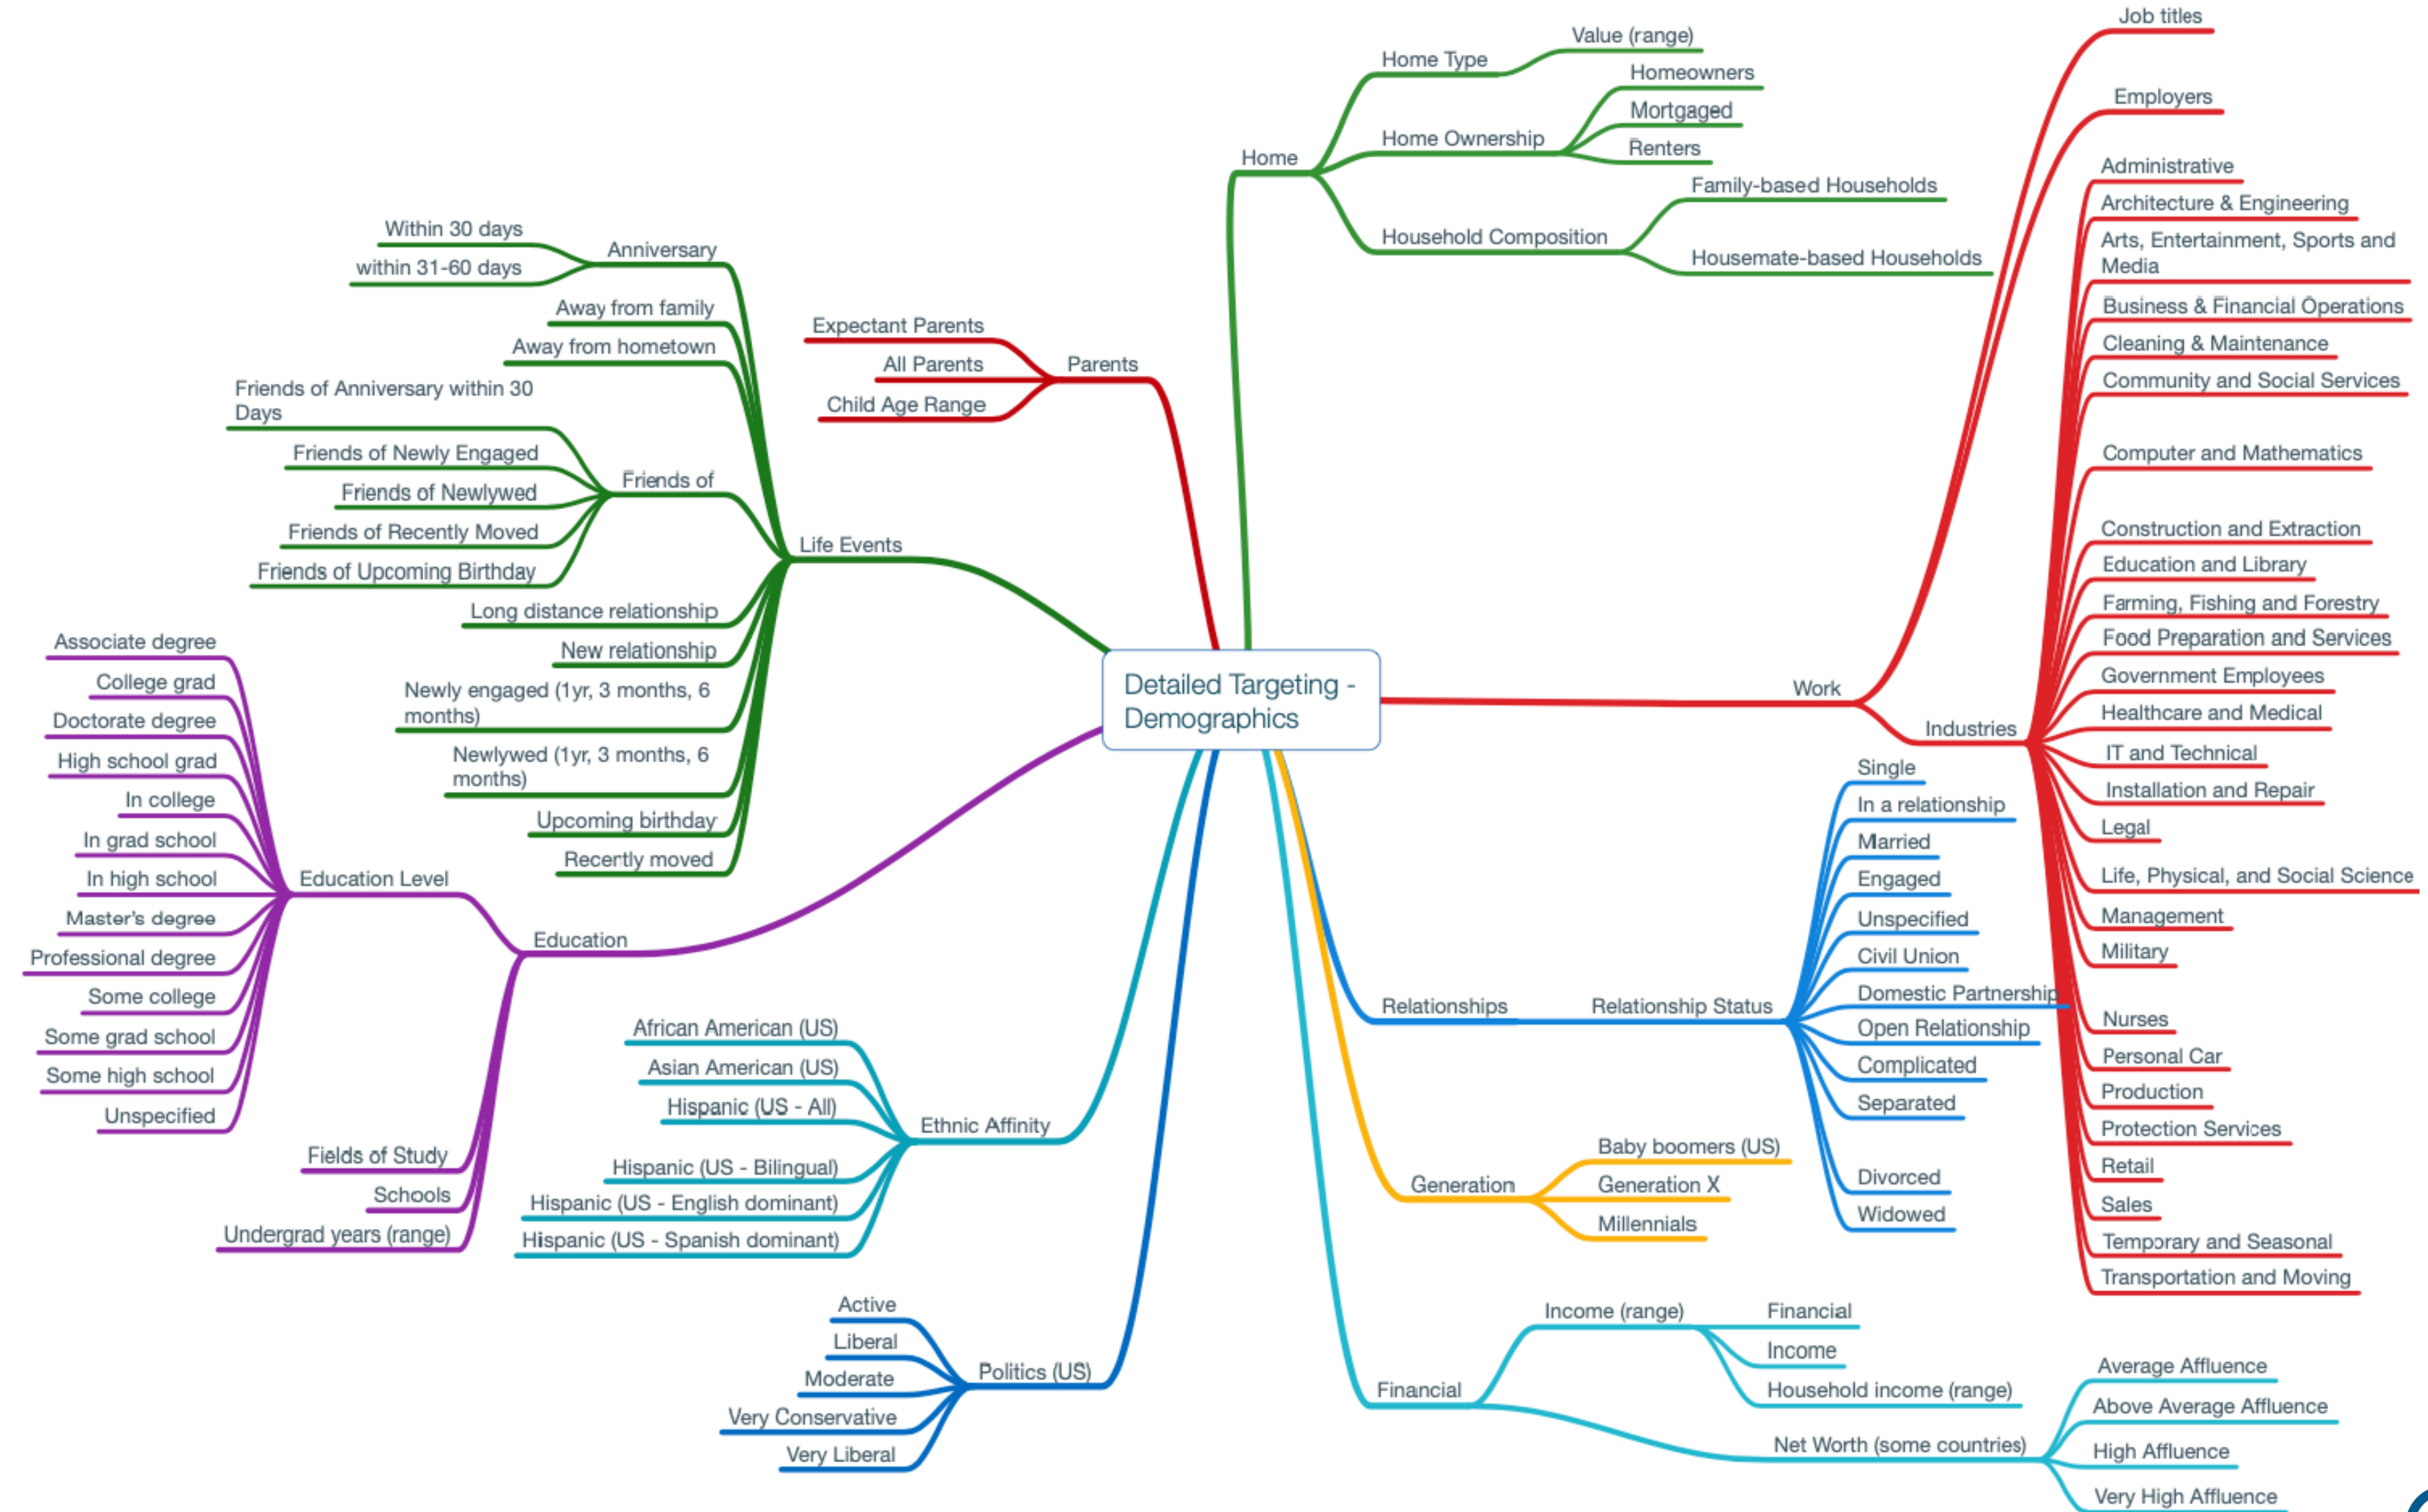 Detailed Targeting -
Demographics
Home
Home Type
Value (range)
Home Ownership
Homeowners
Mortgaged
Renters
Household Composition
Family-based Households
Housemate-based Households
Work
Job titles
Employers
Industries
Administrative
Architecture & Engineering
Arts, Entertainment, Sports and
Media
Business & Financial Operations
Cleaning & Maintenance
Community and Social Services
Computer and Mathematics
Construction and Extraction
Education and Library
Farming, Fishing and Forestry
Food Preparation and Services
Government Employees
Healthcare and Medical
IT and Technical
Installation and Repair
Legal
Life, Physical, and Social Science
Management
Military
Nurses
Personal Car
Production
Protection Services
Retail
Sales
Temporary and Seasonal
Transportation and Moving
Relationships
Relationship Status
Single
In a relationship
Married
Engaged
Unspecified
Civil Union
Domestic Partnership
Open Relationship
Complicated
Separated
Divorced
Widowed
Generation
Baby boomers (US)
Generation X
Millennials
Financial
Income (range)
Financial
Income
Household income (range)
Net Worth (some countries)
Average Affluence
Above Average Affluence
High Affluence
Very High Affluence
Parents
Expectant Parents
All Parents
Child Age Range
Life Events
Anniversary
Within 30 days
within 31-60 days
Away from family
Away from hometown
Friends of
Friends of Anniversary within 30
Days
Friends of Newly Engaged
Friends of Newlywed
Friends of Recently Moved
Friends of Upcoming Birthday
Long distance relationship
New relationship
Newly engaged (1yr, 3 months, 6
months)
Newlywed (1yr, 3 months, 6
months)
Upcoming birthday
Recently moved
Education
Education Level
Associate degree
College grad
Doctorate degree
High school grad
In college
In grad school
In high school
Master's degree
Professional degree
Some college
Some grad school
Some high school
Unspecified
Fields of Study
Schools
Undergrad years (range)
Ethnic Affinity
African American (US)
Asian American (US)
Hispanic (US - All)
Hispanic (US - Bilingual)
Hispanic (US - English dominant)
Hispanic (US - Spanish dominant)
Politics (US)
Active
Liberal
Moderate
Very Conservative
Very Liberal